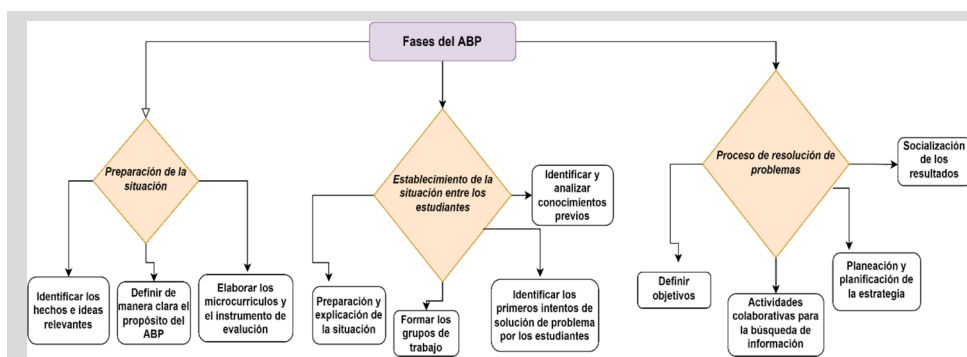 Fases del ABP
Preparación de la
situación
Identificar los
hechos e ideas
relevantes
Definir de
manera clara el
propósito del
ABP
Elaborar los
microcurriculos y
el instrumento de
evalución
Establecimiento de la
situación entre los
estudiantes
Preparación y
explicación de la
situación
Formar los
grupos de
trabajo
Identificar los
primeros intentos de
solución de problema
por los estudiantes
Identificar y
analizar
conocimientos
previos
Proceso de resolución de
problemas
Definir
objetivos
Actividades
colaborativas para
la búsqueda de
información
Planeación y
planificación
de la
estrategia
Socialización
de los
resultados